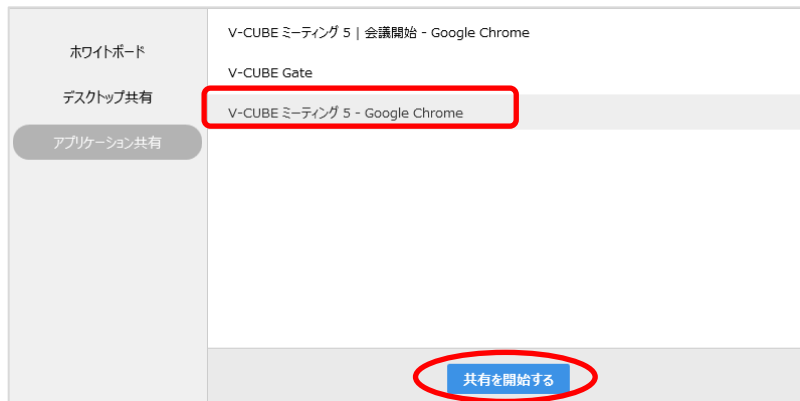 ホワイトボード
デスクトップ共有
アプリケーション共有
V-CUBE ミーティング 5 | 会議開始 - Google Chrome
V-CUBE Gate
V-CUBE ミーティング 5 - Google Chrome
共有を開始する